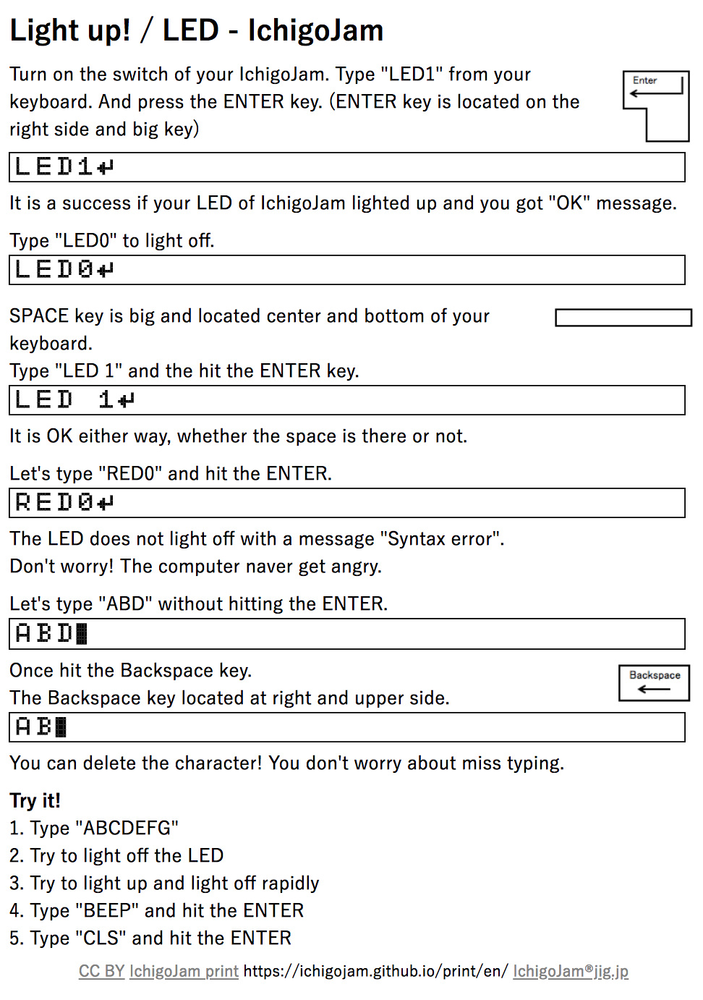 Light up! / LED - IchigoJam
Turn on the switch of your IchigoJam. Type "LED1" from your
keyboard. And press the ENTER key. (ENTER key is located on the
right side and big key)
Enter
LED1↵
It is a success if your LED of IchigoJam lighted up and you got "OK" message.
Type "LED0" to light off.
LED0↵
SPACE key is big and located center and bottom of your
keyboard.
Type "LED 1" and the hit the ENTER key.
LED 1↵
It is OK either way, whether the space is there or not.
Let's type "RED0" and hit the ENTER.
RED0↵
The LED does not light off with a message "Syntax error".
Don't worry! The computer naver get angry.
Let's type "ABD" without hitting the ENTER.
ABD
Once hit the Backspace key.
The Backspace key located at right and upper side.
Backspace
AB
You can delete the character! You don't worry about miss typing.
Try it!
1. Type "ABCDEFG"
2. Try to light off the LED
3. Try to light up and light off rapidly
4. Type "BEEP" and hit the ENTER
5. Type "CLS" and hit the ENTER
CC BY IchigoJam print https://ichigojam.github.io/print/en/ IchigoJam®jig.jp